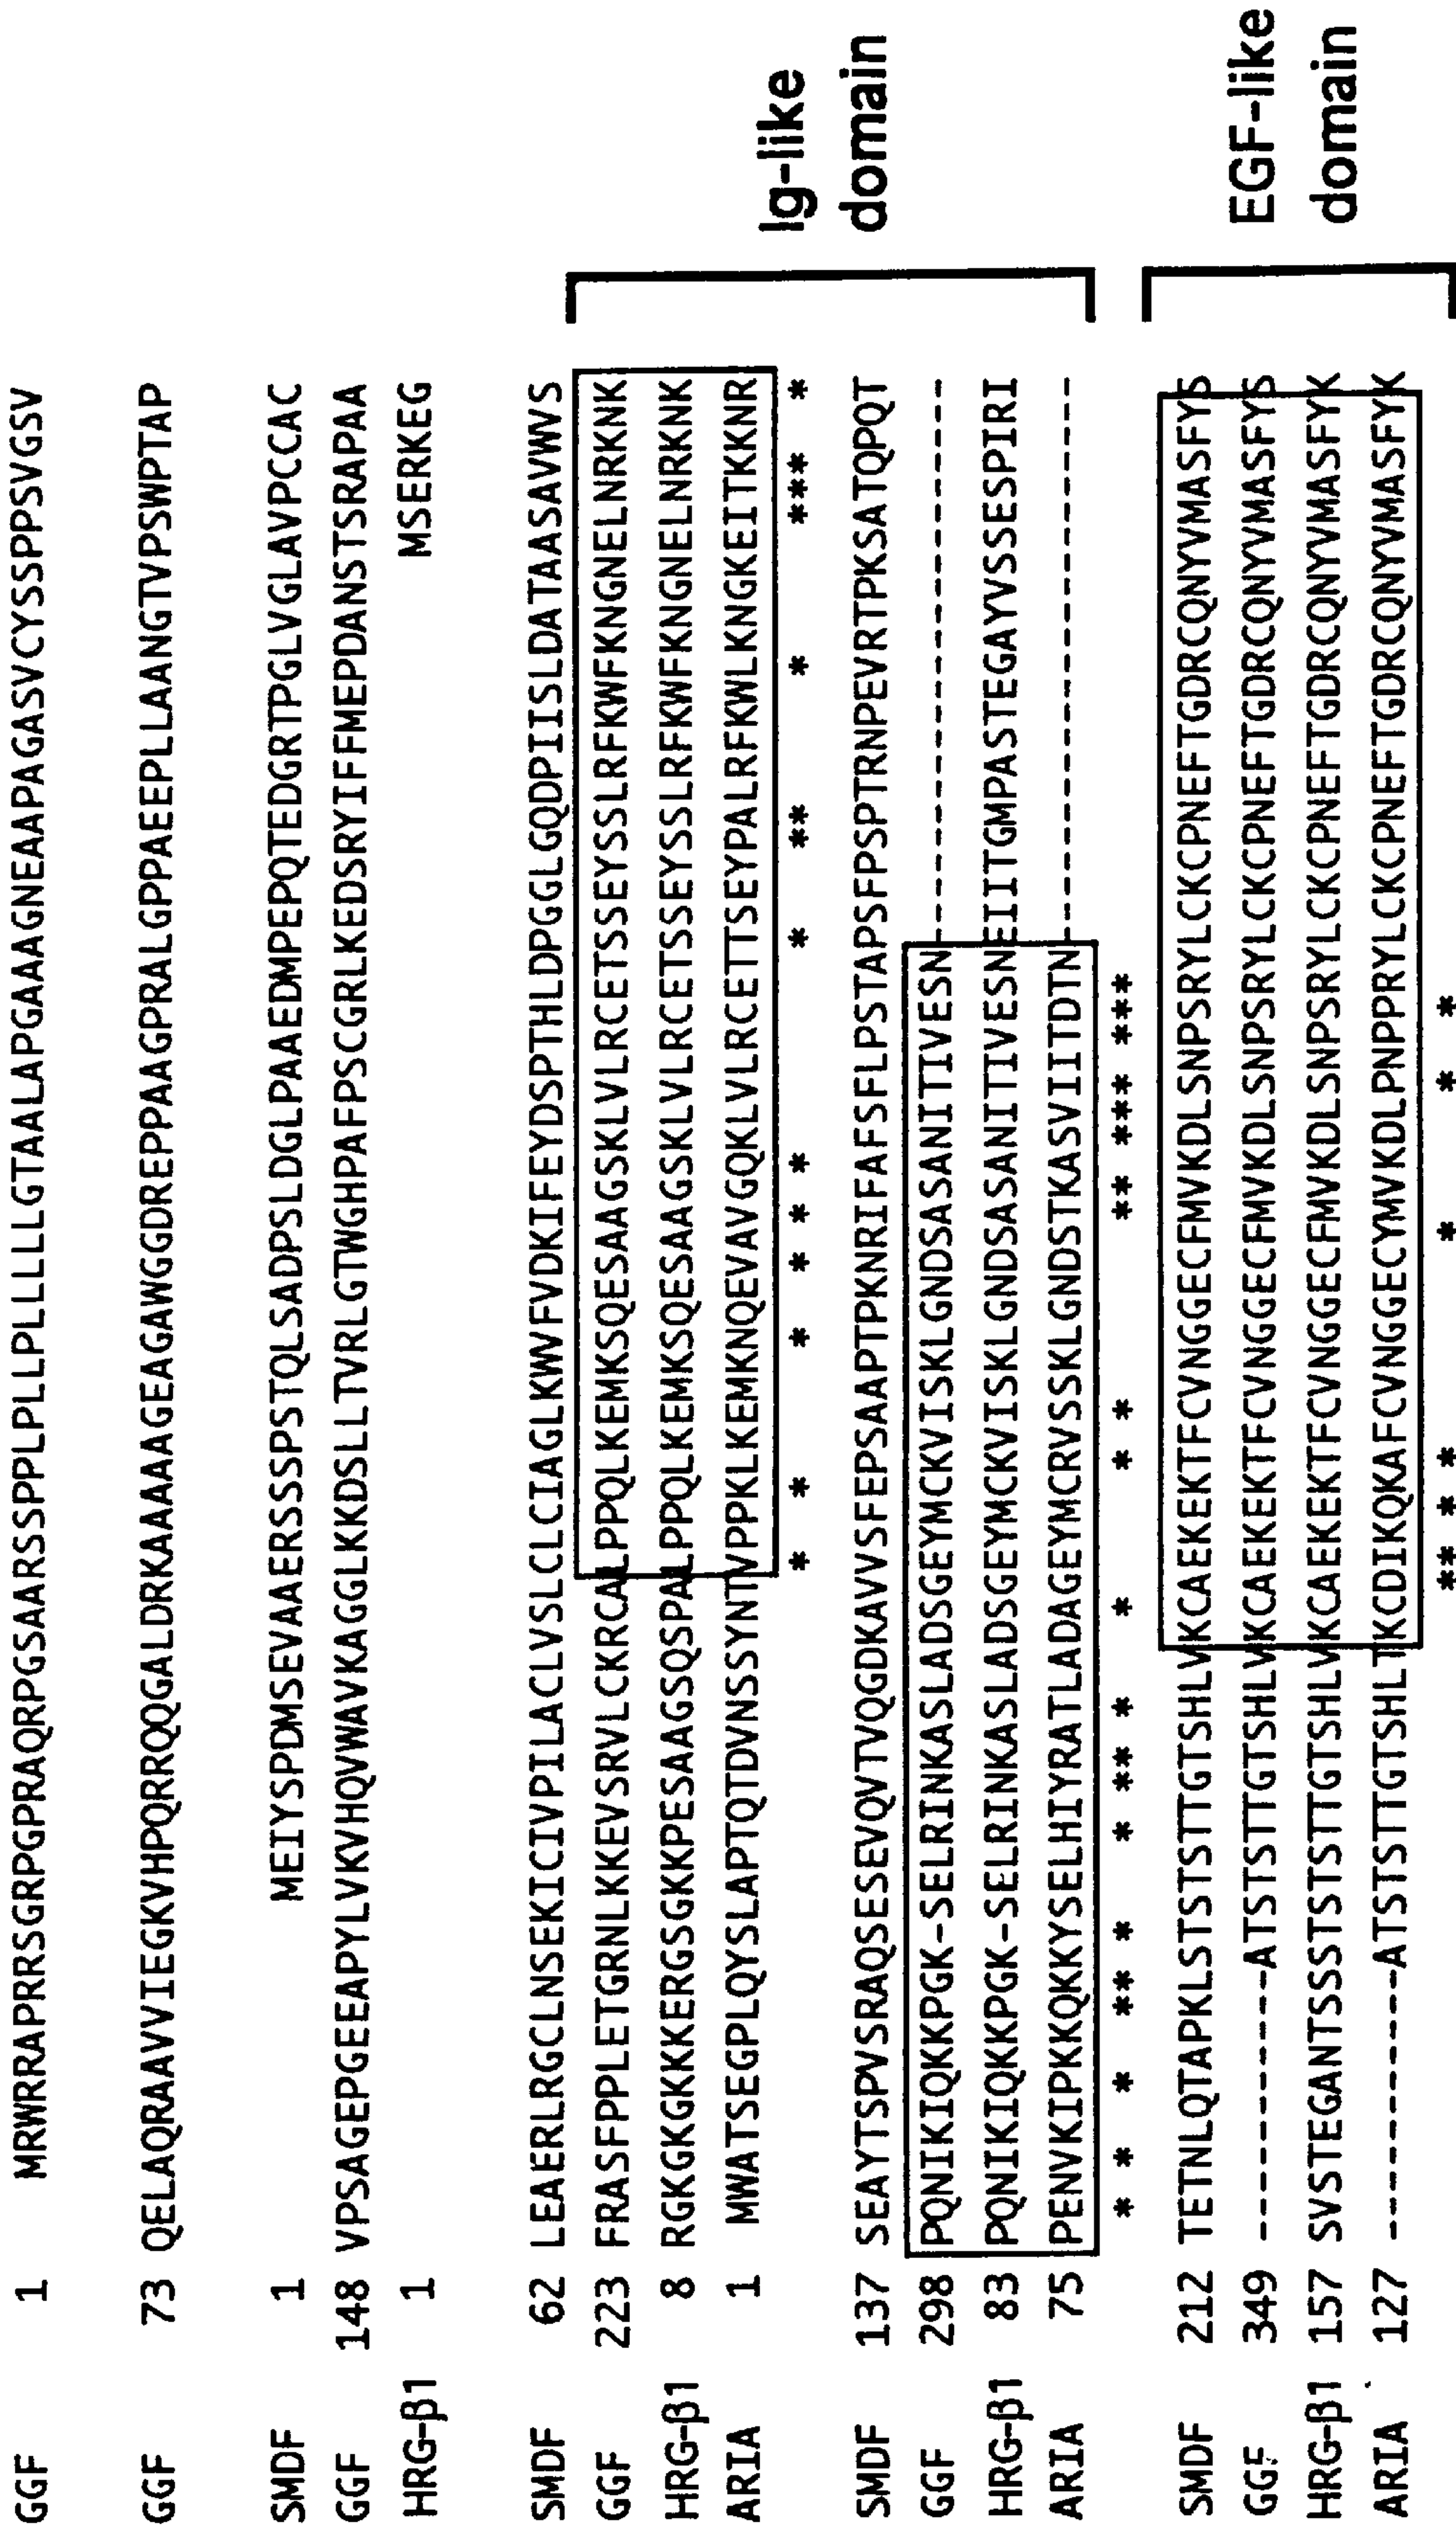 GGF 1 MRWRRAPRRSGRPGPRAQRPGSAARSSPPLPLLPLLLLLGTAALAPGAAAGNEAAPAGASVCYSSPPSVGSV
GGF 73 QELAQRAAVVIEGKVHPQRRQQGALDRKAAAAAGEAGAWGGDREPPAAGPRALGPPAEEPLLAANGTVPSWPTAP
SMDF 1 MEIYSPDMSEVAAERSSSPSTQLSADPSLDGLPAAEDMPEPQTEDGRTPGLVGLAVPCCAC
GGF 148 VPSAGEPGEEAPYLVKVHQVWAVKAGGLKKDSLLTVRLGTWGHPAFPSCGRLKEDSRYIFFMEPDANSTSRAPAA
HRG-β1 1 MSERKEG
SMDF 62 LEAERLRGCLNSEKICIVPILACLVSLCLCIAGLKWVFVDKIFEYDSPTHLDPGGLGQDPIISLDATAASAVWVS
GGF 223 FRASFPPLETGRNLKKEVSRVLCKRCALPPQLKEMKSQESAAGSKLVLRCETSSEYSSLRFKWFKNGNELNRKNK
HRG-β1 8 RGKGKGKKKERGSGKKPESAAGSQSPALPPQLKEMKSQESAAGSKLVLRCETSSEYSSLRFKWFKNGNELNRKNK
ARIA 1 MWATSEGPLQYSLAPTQTDVNSSYNTVPPKLKEMKNQEVAVGQKLVLRCETTSEYPALRFKWLKNGKEITKKNR
* * * * * * * ** * *** *
Ig-like
domain
SMDF 137 SEAYTSPVSRAQSESEVQVTVQGDKAVVSFEPSAAPTPKNRIFAFSFLPSTAPSFPSPTRNPEVRTPKSATQPQT
GGF 298 PQNIKIQKKPGK-SELRINKASLADSGEYMCKVISKLGNDSASANITIVESN----------------------
HRG-β1 83 PQNIKIQKKPGK-SELRINKASLADSGEYMCKVISKLGNDSASANITIVESNEIITGMPASTEGAYVSSESPIRI
ARIA 75 PENVKIPKKQKKYSELHIYRATLADAGEYMCRVSSKLGNDSTKASVIITDTN----------------------
* * * ** * * ** * * * * ** *** ***
SMDF 212 TETNLQTAPKLSTSTSTTGTSHLVKCAEKEKTFCVNGGECFMVKDLSNPSRYLCKCPNEFTGDRCQNYVMASFYS
GGF 349 -----------ATSTSTTGTSHLVKCAEKEKTFCVNGGECFMVKDLSNPSRYLCKCPNEFTGDRCQNYVMASFYS
HRG-β1 157 SVSTEGANTSSSTSTSTTGTSHLVKCAEKEKTFCVNGGECFMVKDLSNPSRYLCKCPNEFTGDRCQNYVMASFYK
ARIA 127 -----------ATSTSTTGTSHLTKCDIKQKAFCVNGGECYMVKDLPNPPRYLCKCPNEFTGDRCQNYVMASFYK
** * * * * *
EGF-like
domain